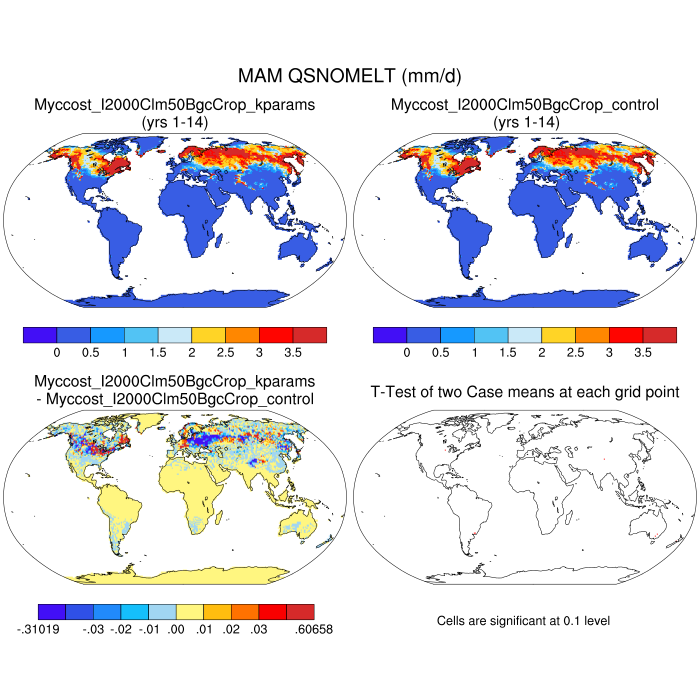 MAM QSNOMELT (mm/d)
Myccost_I2000Clm50BgcCrop_kparams
(yrs 1-14)
Myccost_I2000Clm50BgcCrop_control
(yrs 1-14)
0 0.5 1 1.5 2 2.5 3 3.5
0 0.5 1 1.5 2 2.5 3 3.5
Myccost_I2000Clm50BgcCrop_kparams
- Myccost_I2000Clm50BgcCrop_control
T-Test of two Case means at each grid point
-.31019 -.03 -.02 -.01 .00 .01 .02 .03 .60658
Cells are significant at 0.1 level